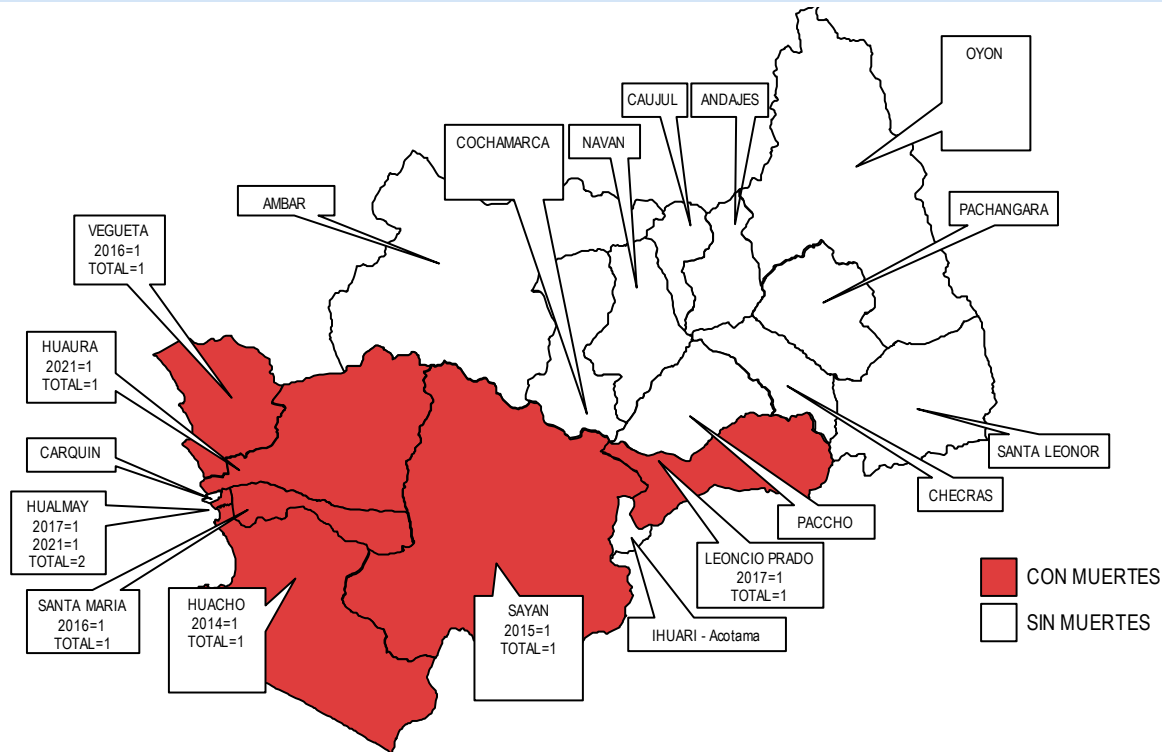 OYON
CAUJUL
ANDAJES
COCHAMARCA
NAVAN
AMBAR
PACHANGARA
VEGUETA
2016=1
TOTAL=1
HUAURA
2021=1
TOTAL=1
CARQUIN
SANTA LEONOR
CHECRAS
HUALMAY
2017=1
2021=1
TOTAL=2
PACCHO
LEONCIO PRADO
2017=1
TOTAL=1
SANTA MARIA
2016=1
TOTAL=1
HUACHO
2014=1
TOTAL=1
SAYAN
2015=1
TOTAL=1
IHUARI - Acotama
CON MUERTES
SIN MUERTES